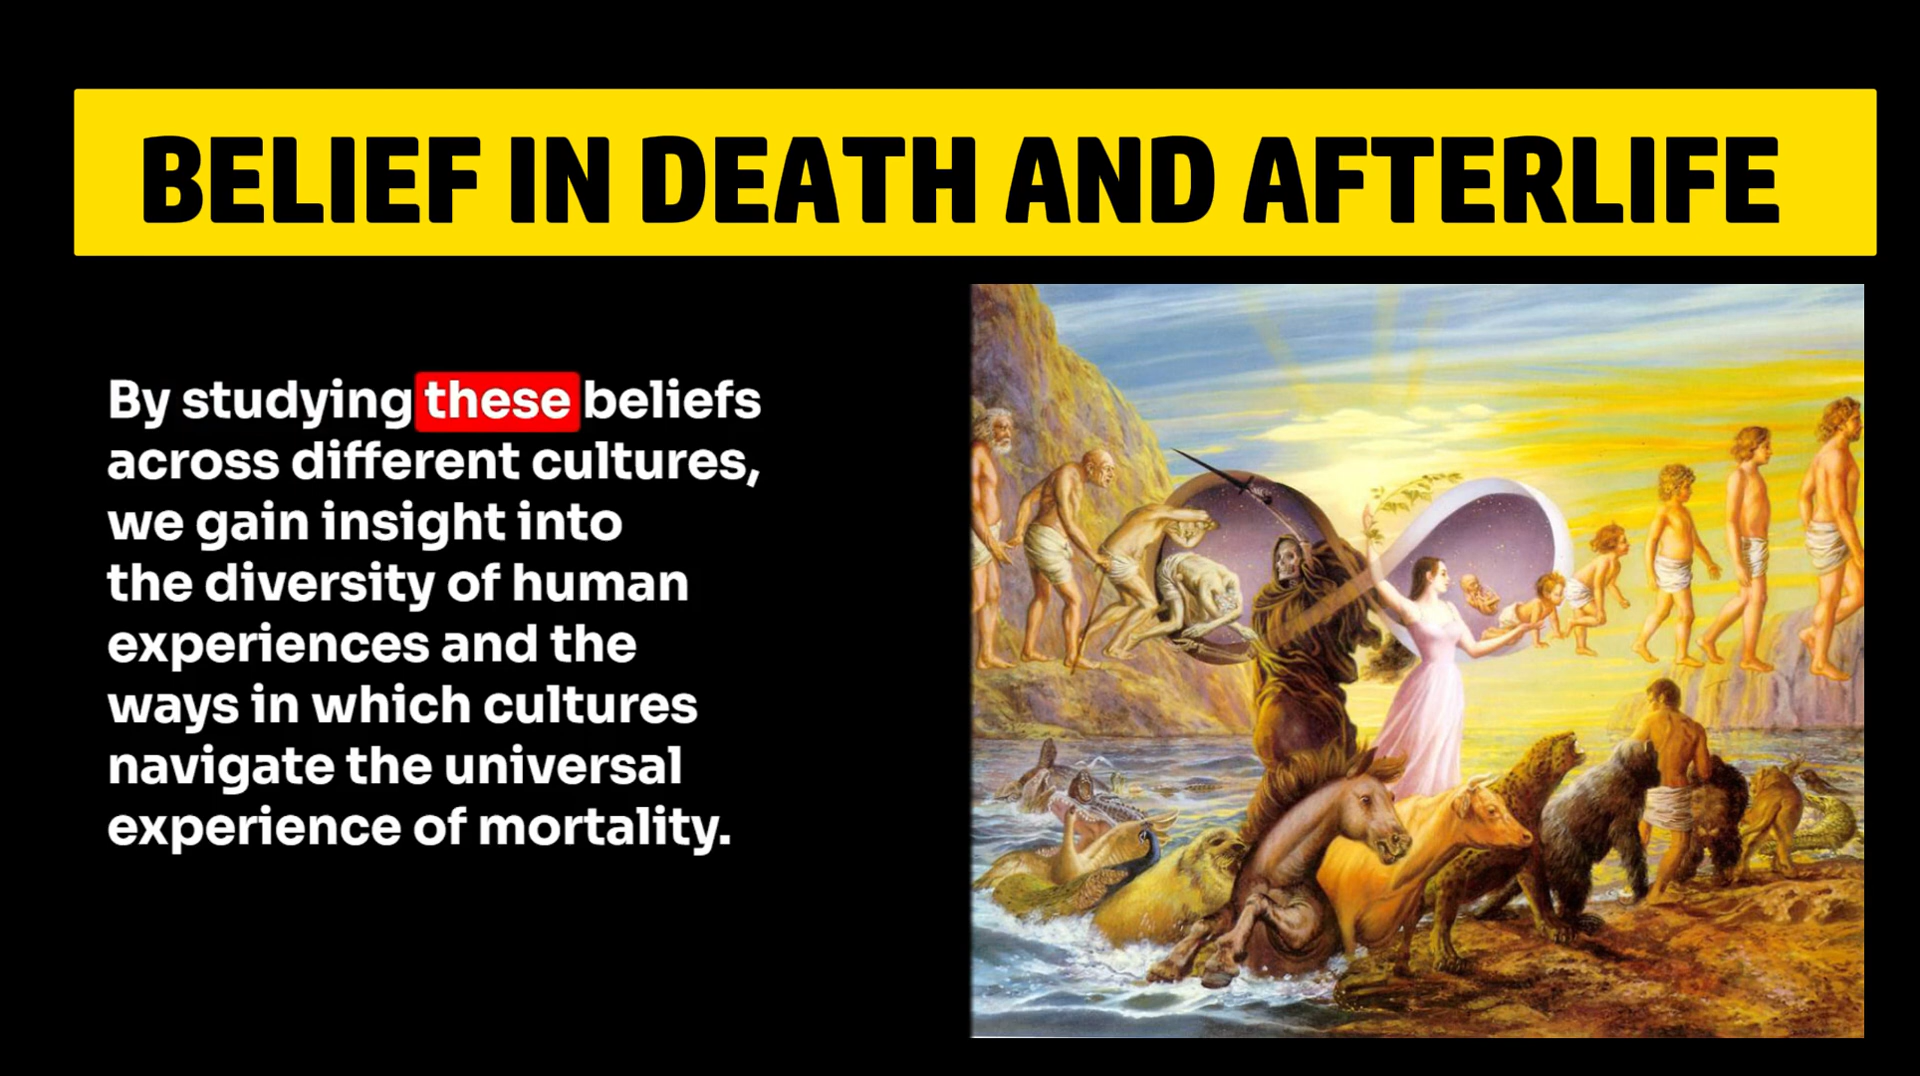 BELIEF IN DEATH AND AFTERLIFE
By studying these beliefs
across different cultures,
we gain insight into
the diversity of human
experiences and the
ways in which cultures
navigate the universal
experience of mortality.